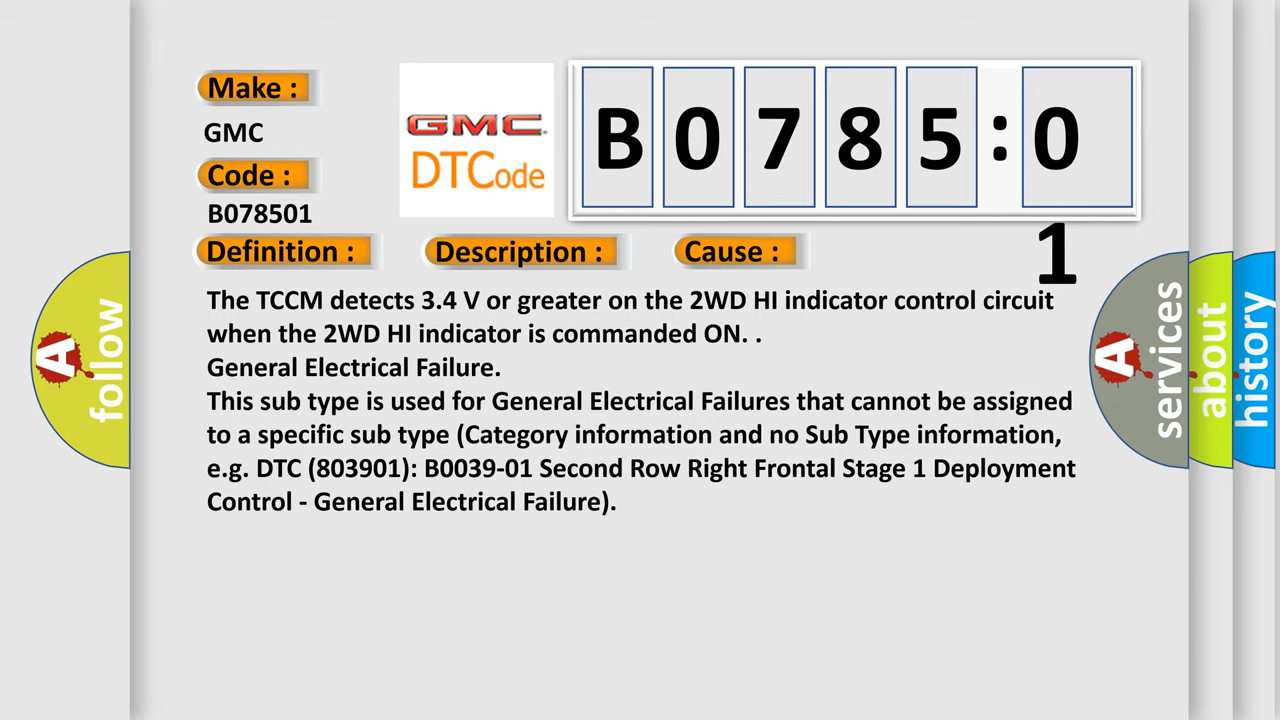 Make :
GMC
Code :
B078501
GMC
DTCode
B0785:0
1
Definition :
Description :
Cause :
The TCCM detects 3.4 V or greater on the 2WD HI indicator control circuit
when the 2WD HI indicator is commanded ON. .
General Electrical Failure.
This sub type is used for General Electrical Failures that cannot be assigned
to a specific sub type (Category information and no Sub Type information,
e.g. DTC (803901): B0039-01 Second Row Right Frontal Stage 1 Deployment
Control - General Electrical Failure).
A
follow
A
services
about
history